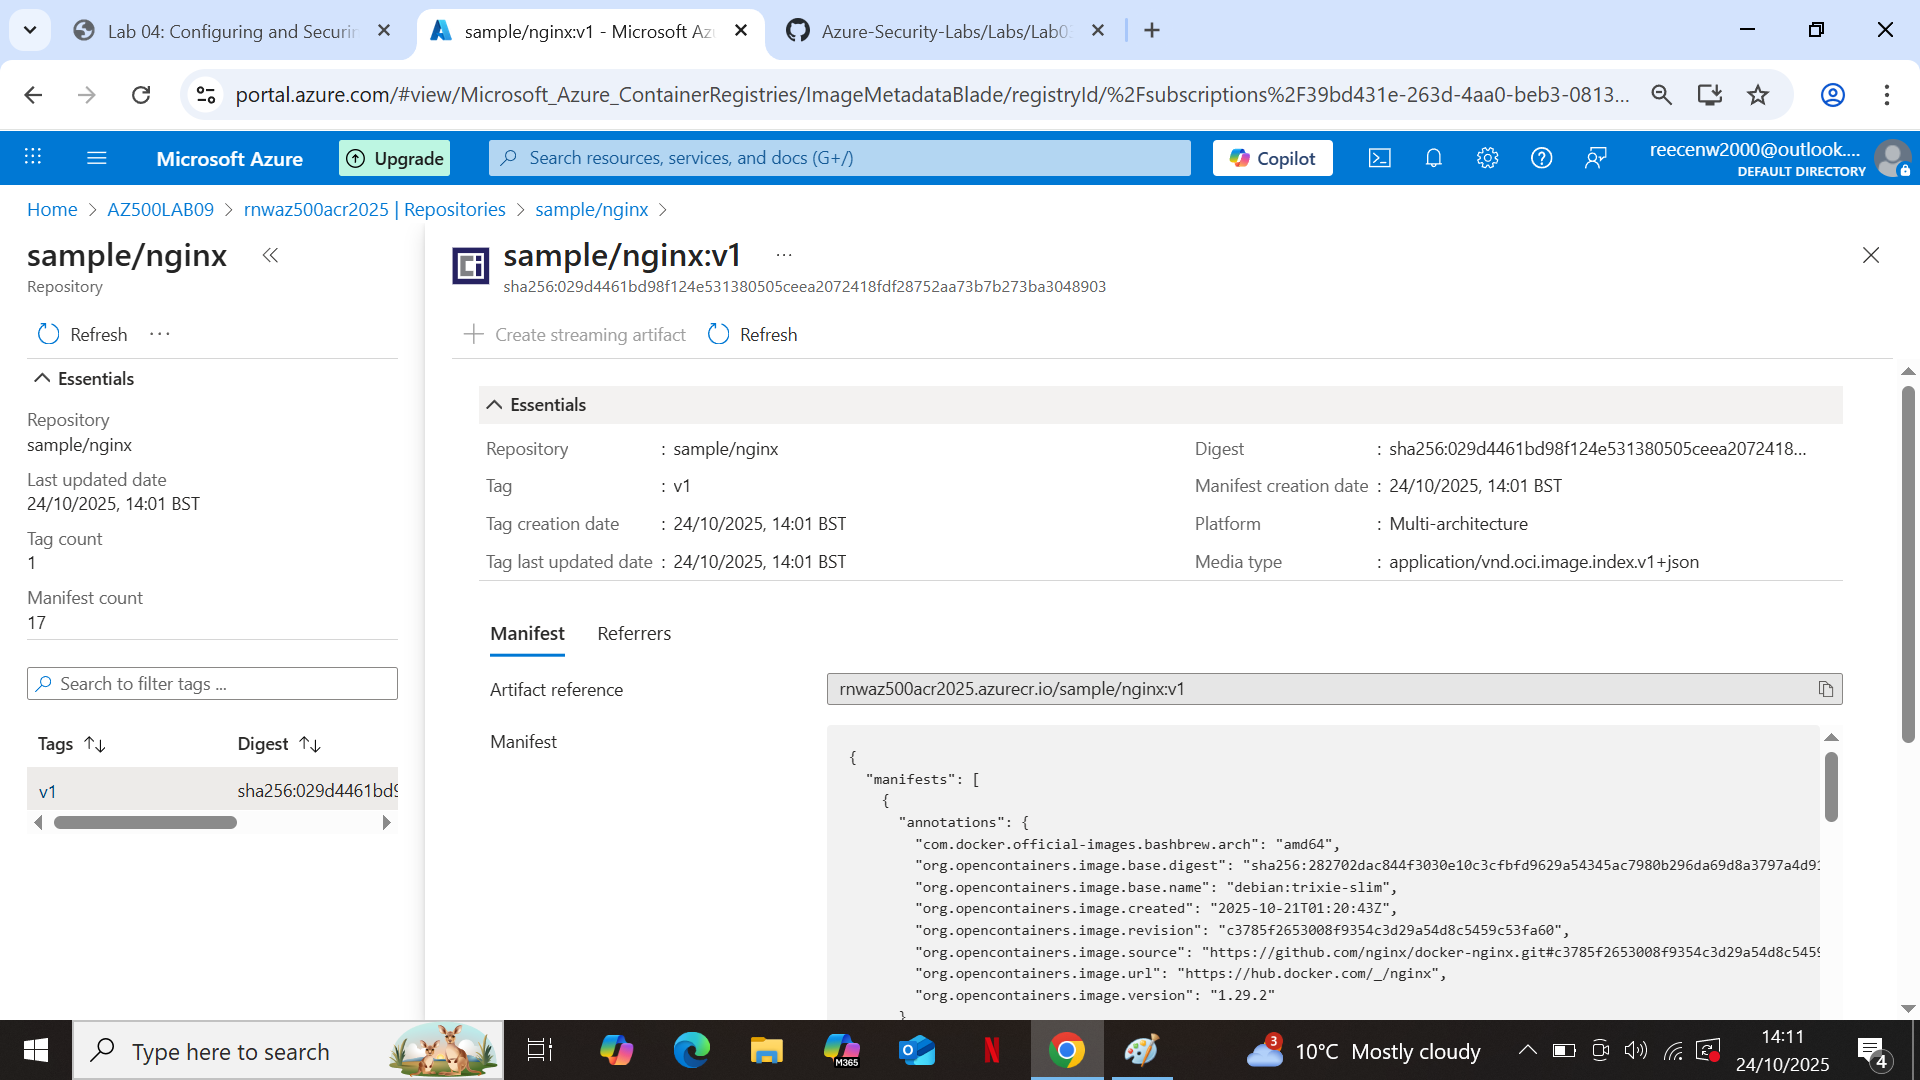 Lab 04: Configuring and Securin
sample/nginx:v1 - Microsoft Az
Azure-Security-Labs/Labs/Lab03
portal.azure.com/#view/Microsoft_Azure_ContainerRegistries/ImageMetadataBlade/registryId/%2Fsubscriptions%2F39bd431e-263d-4aa0-beb3-0813...
Microsoft Azure
Upgrade
Search resources, services, and docs (G+/)
Copilot
reecenw2000@outlook....
DEFAULT DIRECTORY
Home > AZ500LAB09 > rnwaz500acr2025 | Repositories > sample/nginx >
sample/nginx
Repository
Refresh ...
Essentials
Repository
sample/nginx
Last updated date
24/10/2025, 14:01 BST
Tag count
1
Manifest count
17
Search to filter tags ...
Tags Digest
v1 sha256:029d4461bd9
Ci
sample/nginx:v1 ...
sha256:029d4461bd98f124e531380505ceea2072418fdf28752aa73b7b273ba3048903
Create streaming artifact Refresh
Essentials
Repository : sample/nginx
Tag : v1
Tag creation date : 24/10/2025, 14:01 BST
Tag last updated date : 24/10/2025, 14:01 BST
Digest : sha256:029d4461bd98f124e531380505ceea2072418...
Manifest creation date : 24/10/2025, 14:01 BST
Platform : Multi-architecture
Media type : application/vnd.oci.image.index.v1+json
Manifest Referrers
Artifact reference rnwaz500acr2025.azurecr.io/sample/nginx:v1
Manifest
{
"manifests": [
{
"annotations": {
"com.docker.official-images.bashbrew.arch": "amd64",
"org.opencontainers.image.base.digest": "sha256:282702dac844f3030e10c3cfbfd9629a54345ac7980b296da69d8a3797a4d91
"org.opencontainers.image.base.name": "debian:trixie-slim",
"org.opencontainers.image.created": "2025-10-21T01:20:43Z",
"org.opencontainers.image.revision": "c3785f2653008f9354c3d29a54d8c5459c53fa60",
"org.opencontainers.image.source": "https://github.com/nginx/docker-nginx.git#c3785f2653008f9354c3d29a54d8c5459
"org.opencontainers.image.url": "https://hub.docker.com/_/nginx",
"org.opencontainers.image.version": "1.29.2"
}
Type here to search
M365
3
10°C Mostly cloudy
14:11
24/10/2025
4